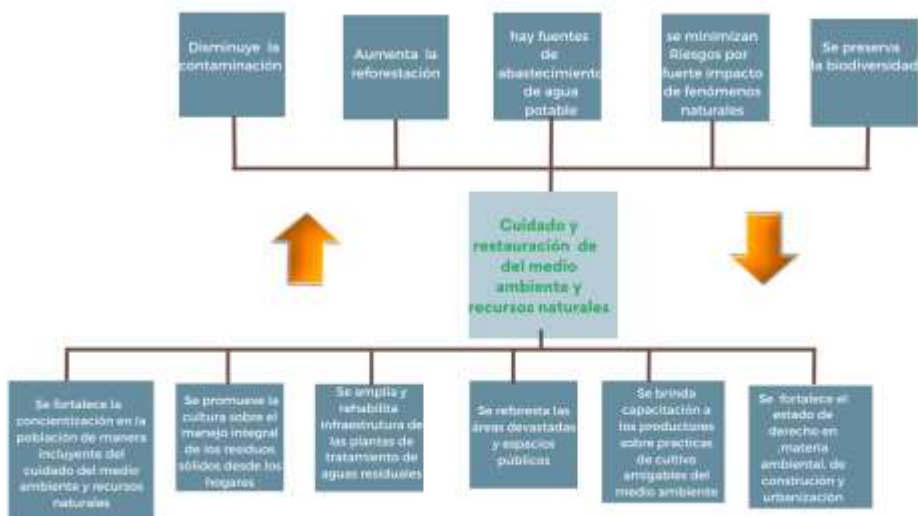 Disminuye la
contaminación
Aumenta la
reforestación
hay fuentes
de
abastecimiento
de agua
potable
se minimizan
Riesgos por
fuerte impacto
de fenómenos
naturales
Se preserva
la biodiversidad
Cuidado y
restauración de
del medio
ambiente y
recursos naturales
Se fortalece la
concientización en la
población de manera
incluyente del
cuidado del medio
ambiente y recursos
naturales
Se promueve la
cultura sobre el
manejo integral
de los residuos
sólidos desde los
hogares
Se amplia y
rehabilita
infraestrutura de
las plantas de
tratamiento de
aguas residuales
Se reforesta las
áreas devastadas
y espacios
públicos
Se brinda
capacitación a
los productores
sobre practicas
de cultivo
amigables del
medio ambiente
Se fortalece el
estado de
derecho en
materia
ambiental, de
construción y
urbanización